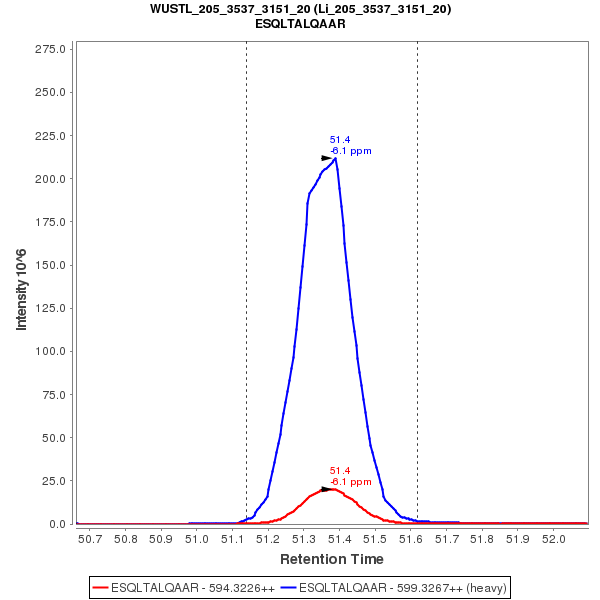 WUSTL_205_3537_3151_20 (Li_205_3537_3151_20)
ESQLTALQAAR
275.0
250.0
225.0
200.0
175.0
150.0
125.0
100.0
75.0
50.0
25.0
0.0
Intensity 10^6
51.4
-6.1 ppm
51.4
-6.1 ppm
50.7 50.8 50.9 51.0 51.1 51.2 51.3 51.4 51.5 51.6 51.7 51.8 51.9 52.0
Retention Time
ESQLTALQAAR - 594.3226++ ESQLTALQAAR - 599.3267++ (heavy)